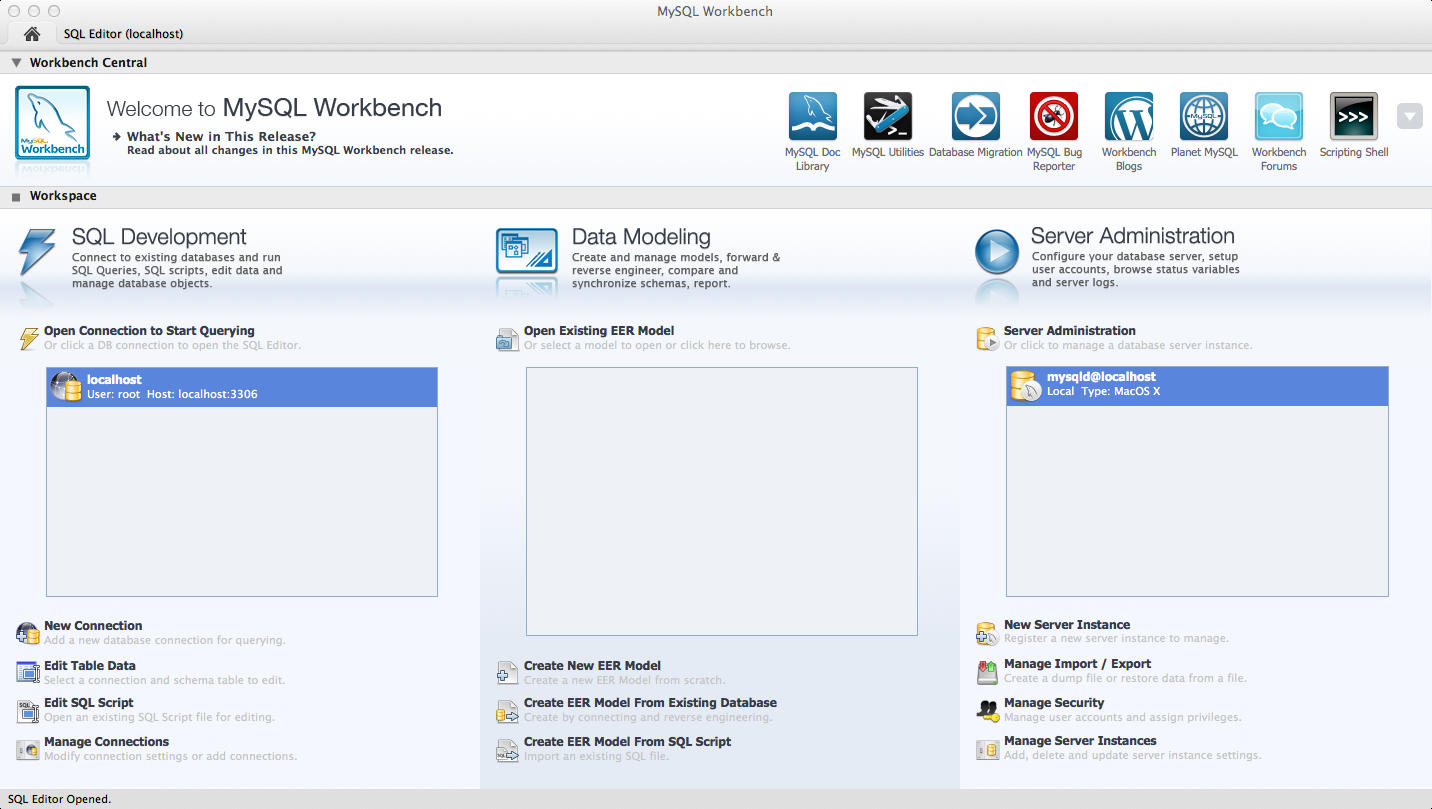 MySQL Workbench
SQL Editor (localhost)
Workbench Central
MySQL
Workbench
Welcome to MySQL Workbench
What's New in This Release?
Read about all changes in this MySQL Workbench release.
MySQL Doc
Library
MySQL Utilities
Database Migration
MySQL Bug
Reporter
Workbench
Blogs
MySQL
Planet MySQL
Workbench
Forums
>>>
Scripting Shell
Workspace
SQL Development
Connect to existing databases and run
SQL Queries, SQL scripts, edit data and
manage database objects.
Open Connection to Start Querying
Or click a DB connection to open the SQL Editor.
localhost
User: root Host: localhost:3306
New Connection
Add a new database connection for querying.
Edit Table Data
Select a connection and schema table to edit.
SQL
Edit SQL Script
Open an existing SQL Script file for editing.
Manage Connections
Modify connection settings or add connections.
Data Modeling
Create and manage models, forward &
reverse engineer, compare and
synchronize schemas, report.
Open Existing EER Model
Or select a model to open or click here to browse.
Create New EER Model
Create a new EER Model from scratch.
Create EER Model From Existing Database
Create by connecting and reverse engineering.
SQL
Create EER Model From SQL Script
Import an existing SQL file.
Server Administration
Configure your database server, setup
user accounts, browse status variables
and server logs.
Server Administration
Or click to manage a database server instance.
mysqld@localhost
Local Type: MacOS X
New Server Instance
Register a new server instance to manage.
Manage Import / Export
Create a dump file or restore data from a file.
Manage Security
Manage user accounts and assign privileges.
Manage Server Instances
Add, delete and update server instance settings.
SQL Editor Opened.